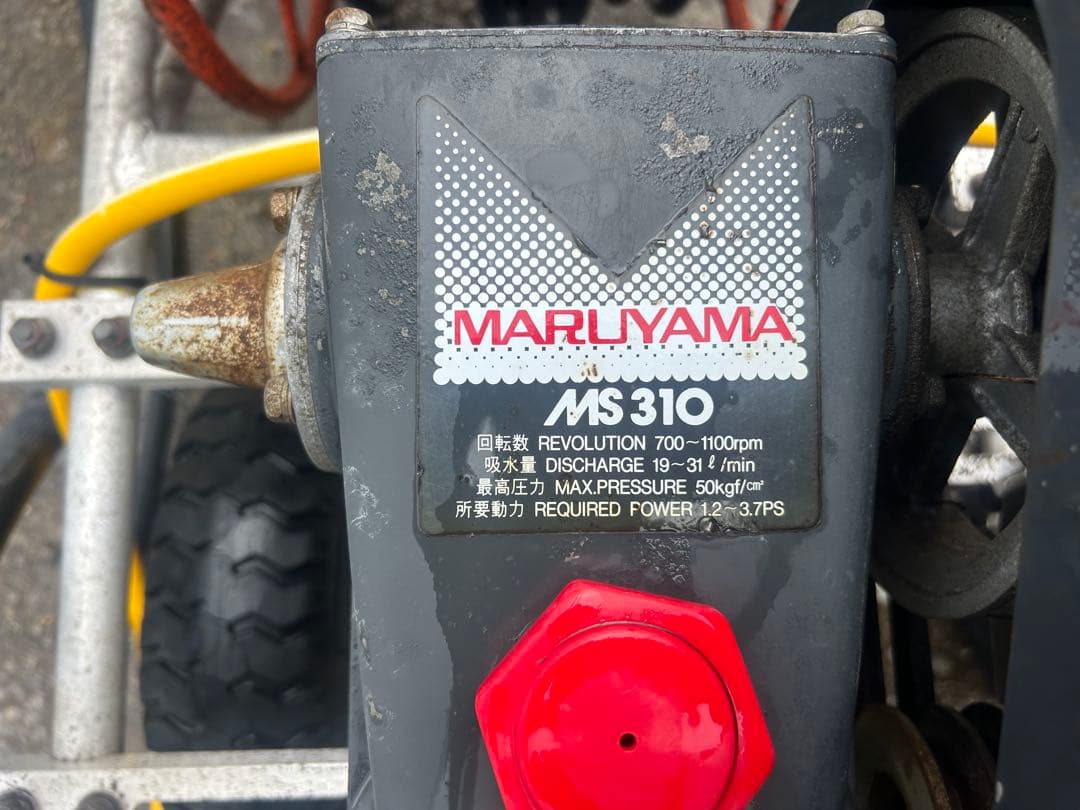 MARUYAMA
MS310
回転数 REVOLUTION 700~1100rpm
吸水量 DISCHARGE 19~31ℓ/min
最高圧力 MAX.PRESSURE 50kgf/cm²
所要動力 REQUIRED POWER 1.2~3.7PS